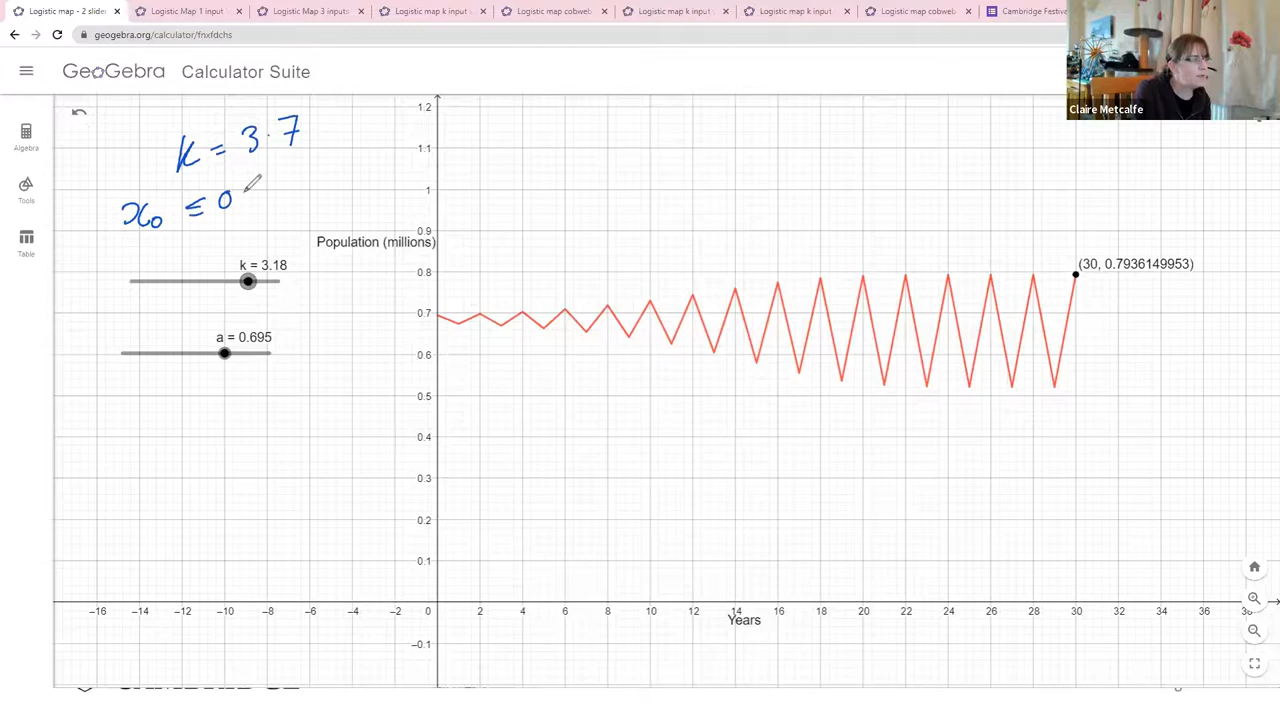 Logistic map - 2 slider
Logistic Map 1 input
Logistic Map 3 inputs
Logistic map k input
Logistic map cobweb
Logistic map k input
Logistic map k input
Logistic map cobweb
Cambridge Festiva
geogebra.org/calculator/fnxfdchs
GeoGebra Calculator Suite
Claire Metcalfe
Algebra
Tools
Table
k = 3.7
x₀ ≤ 0
Population (millions)
k = 3.18
a = 0.695
(30, 0.7936149953)
1.2
1.1
1
0.9
0.8
0.7
0.6
0.5
0.4
0.3
0.2
0.1
–0.1
–16 –14 –12 –10 –8 –6 –4 –2 0 2 4 6 8 10 12 14 16 18 20 22 24 26 28 30 32 34 36
Years